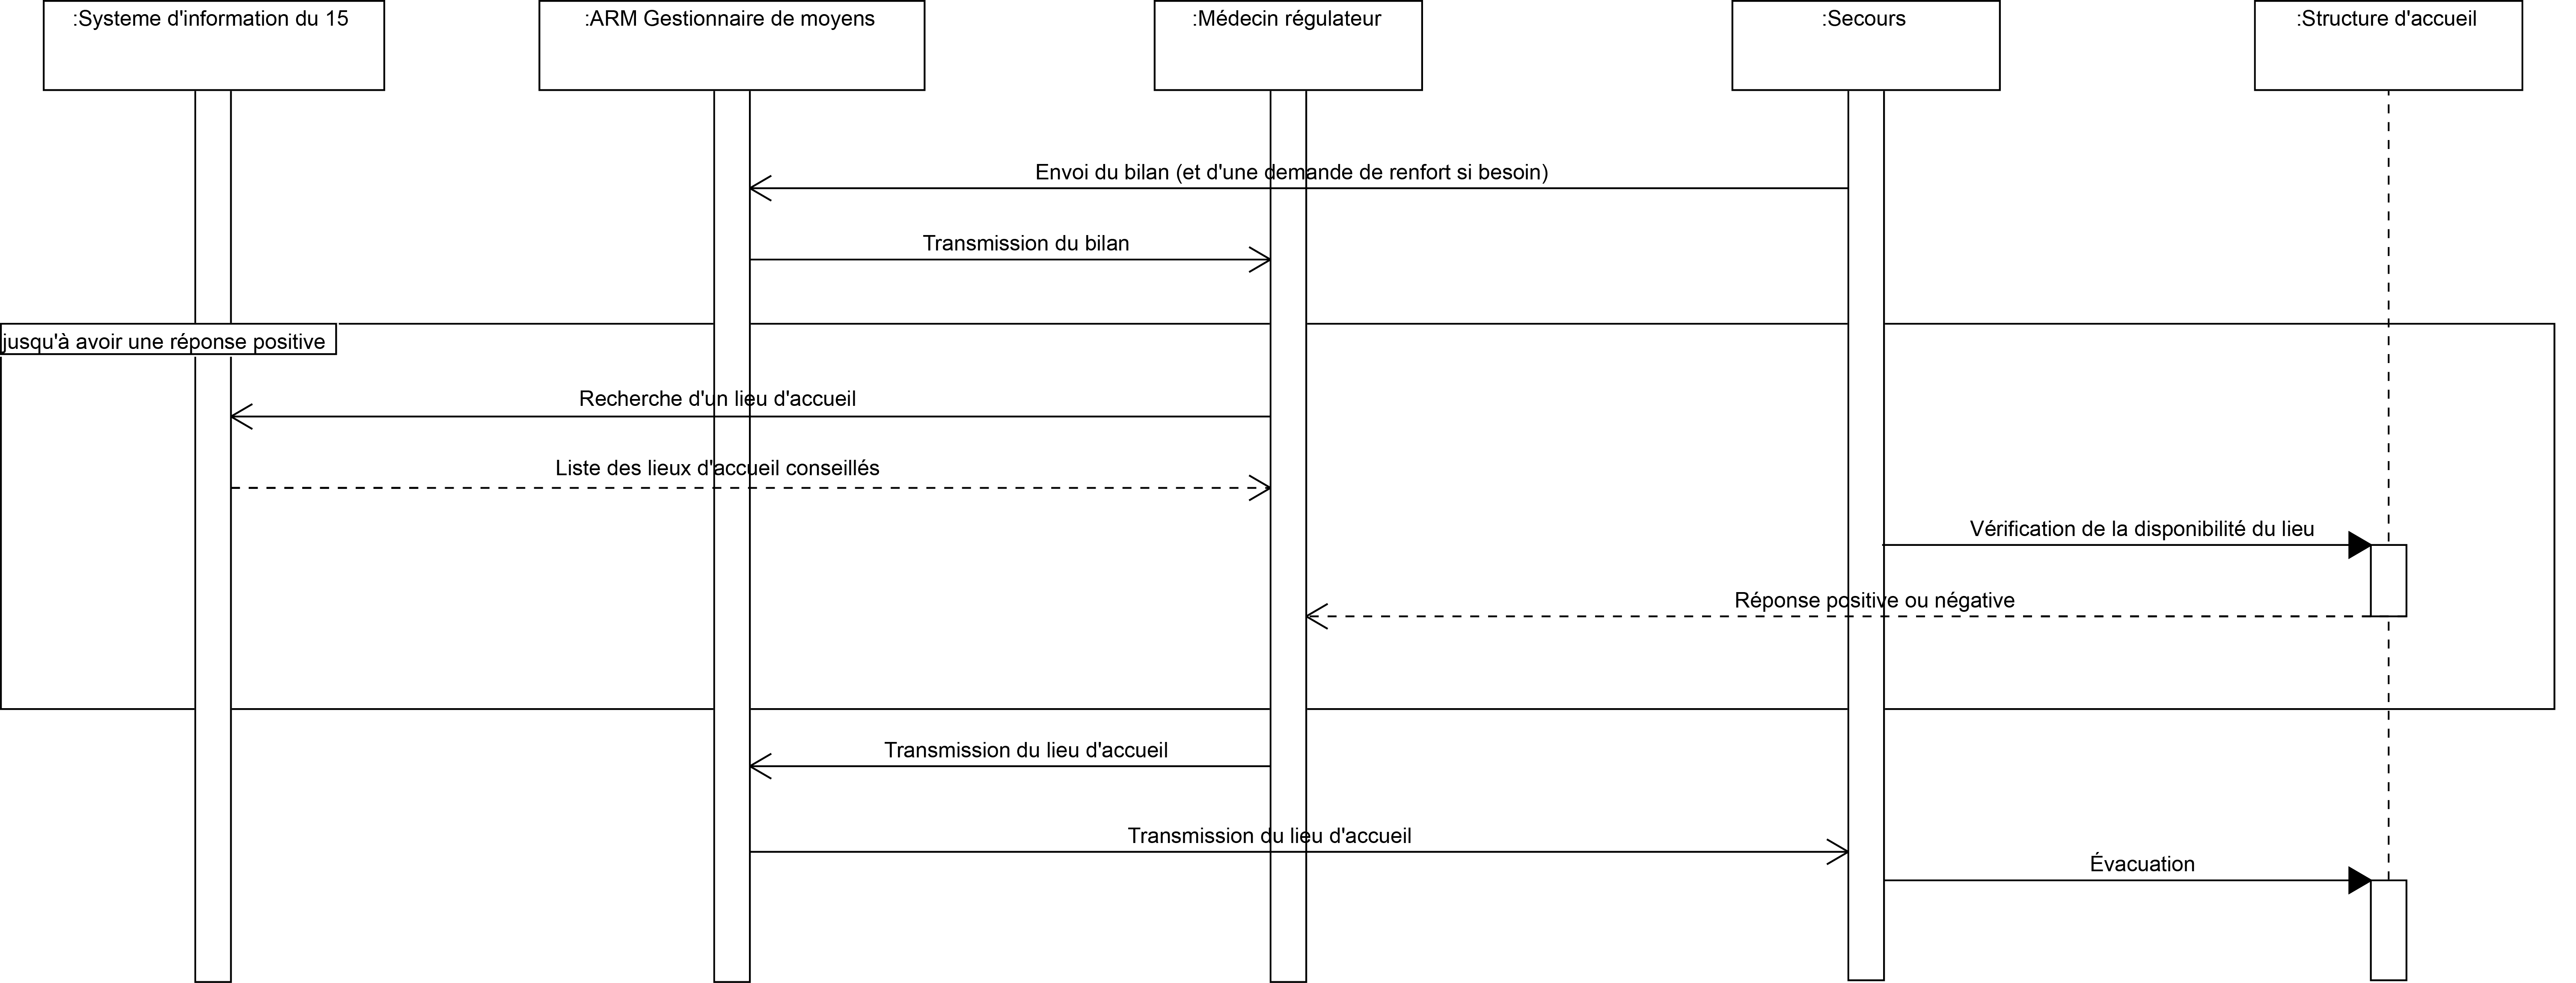 :Systeme d'information du 15
:ARM Gestionnaire de moyens
:Médecin régulateur
:Secours
:Structure d'accueil
Envoi du bilan (et d'une demande de renfort si besoin)
Transmission du bilan
jusqu'à avoir une réponse positive
Recherche d'un lieu d'accueil
Liste des lieux d'accueil conseillés
Vérification de la disponibilité du lieu
Réponse positive ou négative
Transmission du lieu d'accueil
Transmission du lieu d'accueil
Évacuation